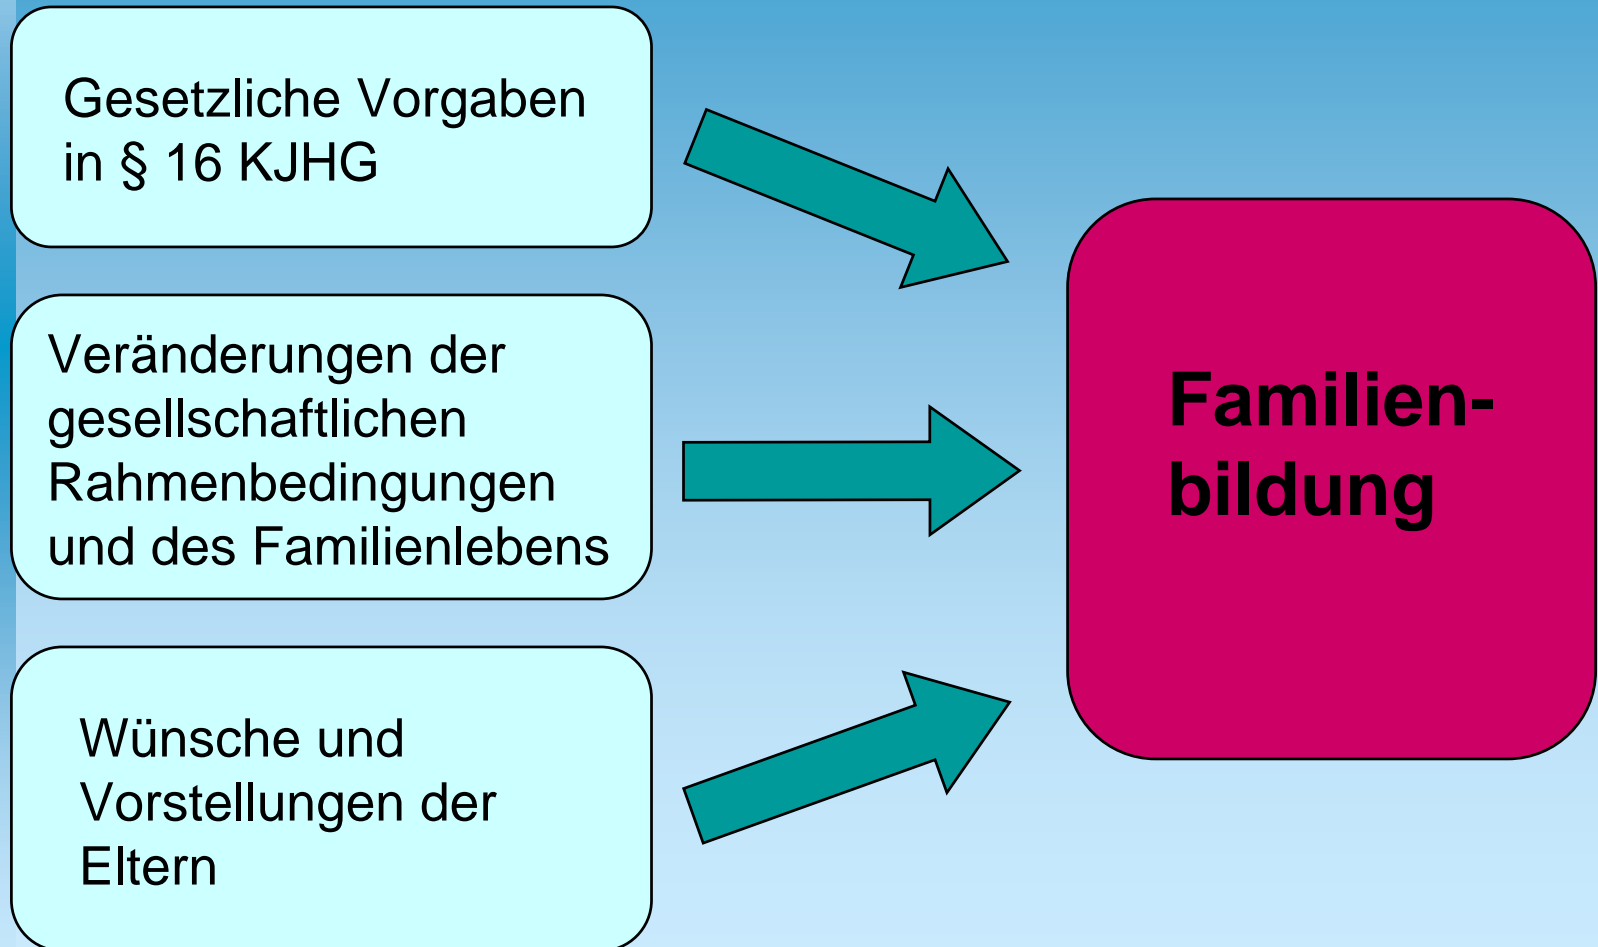 Gesetzliche Vorgaben
in § 16 KJHG
Veränderungen der
gesellschaftlichen
Rahmenbedingungen
und des Familienlebens
Wünsche und
Vorstellungen der
Eltern
Familien-
bildung